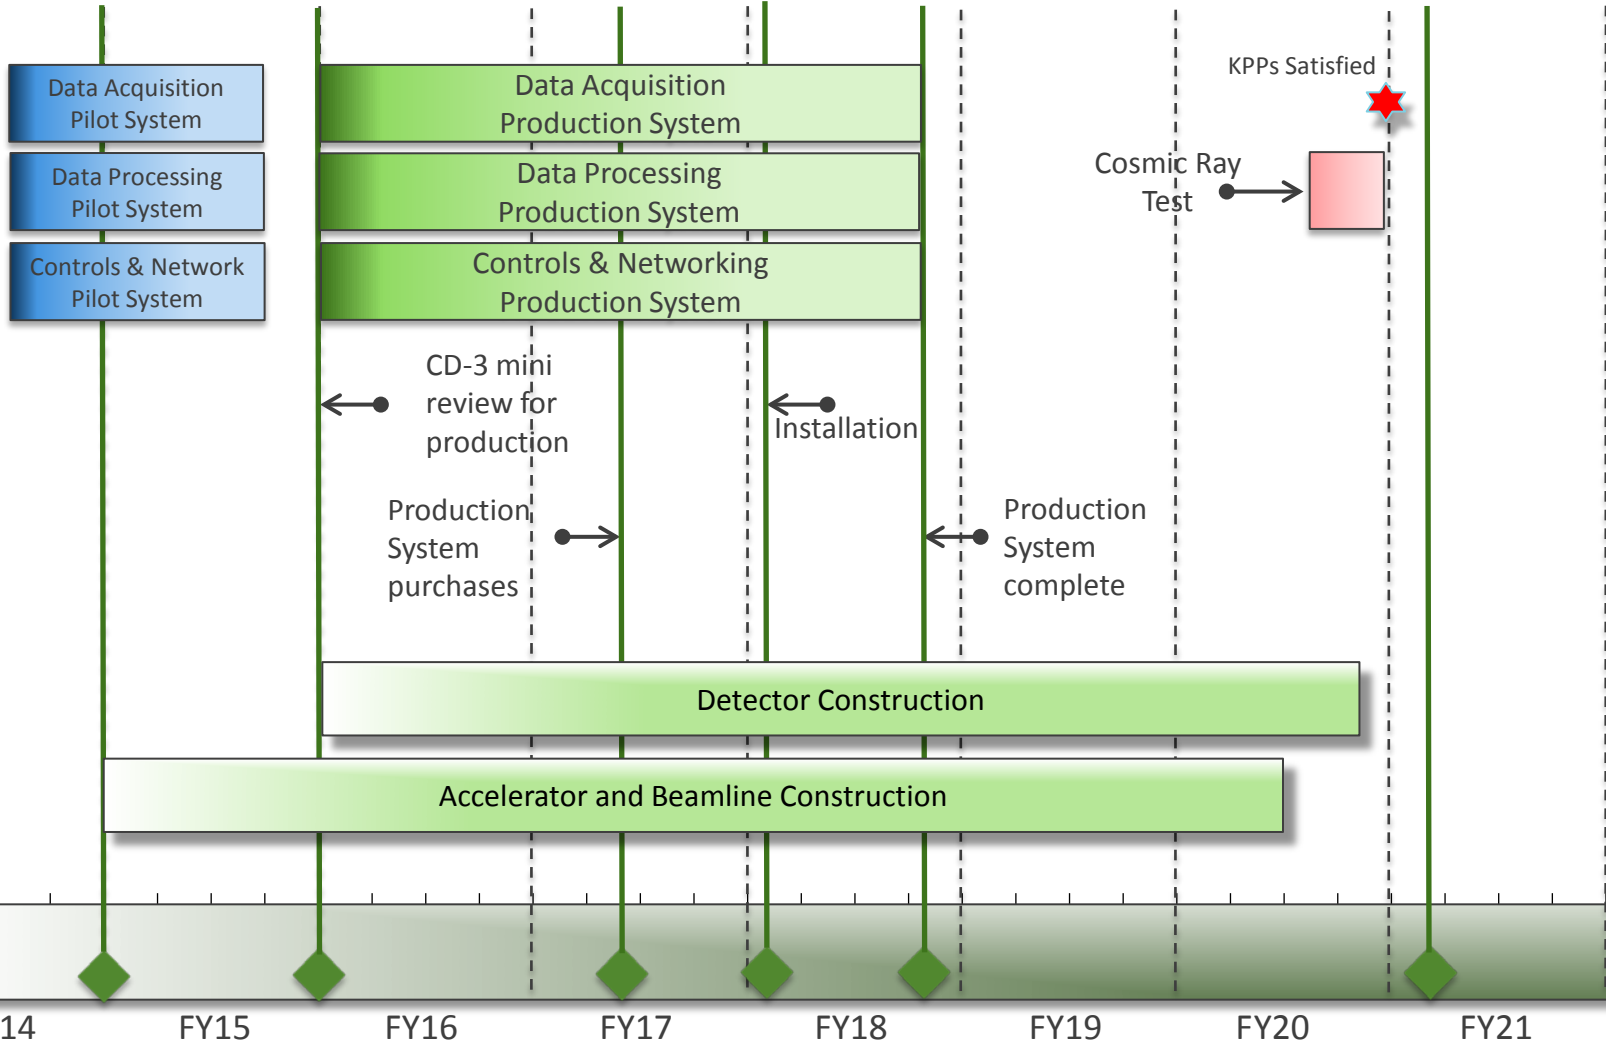 KPPs Satisfied
Data Acquisition
Pilot System
Data Acquisition
Production System
Data Processing
Pilot System
Data Processing
Production System
Cosmic Ray
Test
Controls & Network
Pilot System
Controls & Networking
Production System
CD-3 mini
review for
production
Installation
Production
System
purchases
Production
System
complete
Detector Construction
Accelerator and Beamline Construction
14 FY15 FY16 FY17 FY18 FY19 FY20 FY21